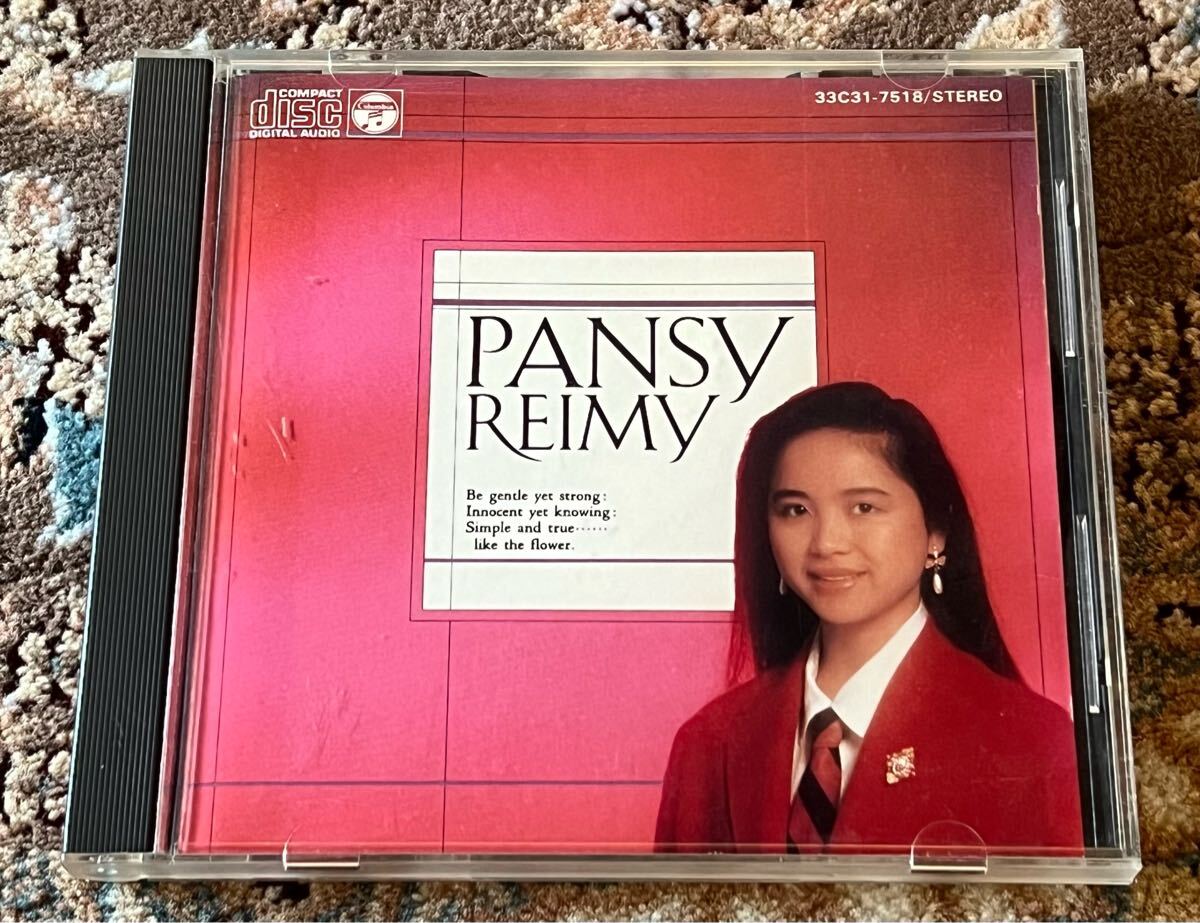 COMPACT
disc
DIGITAL AUDIO
Columbia
33C31-7518/STEREO
PANSY
REIMY
Be gentle yet strong:
Innocent yet knowing:
Simple and true······
like the flower.